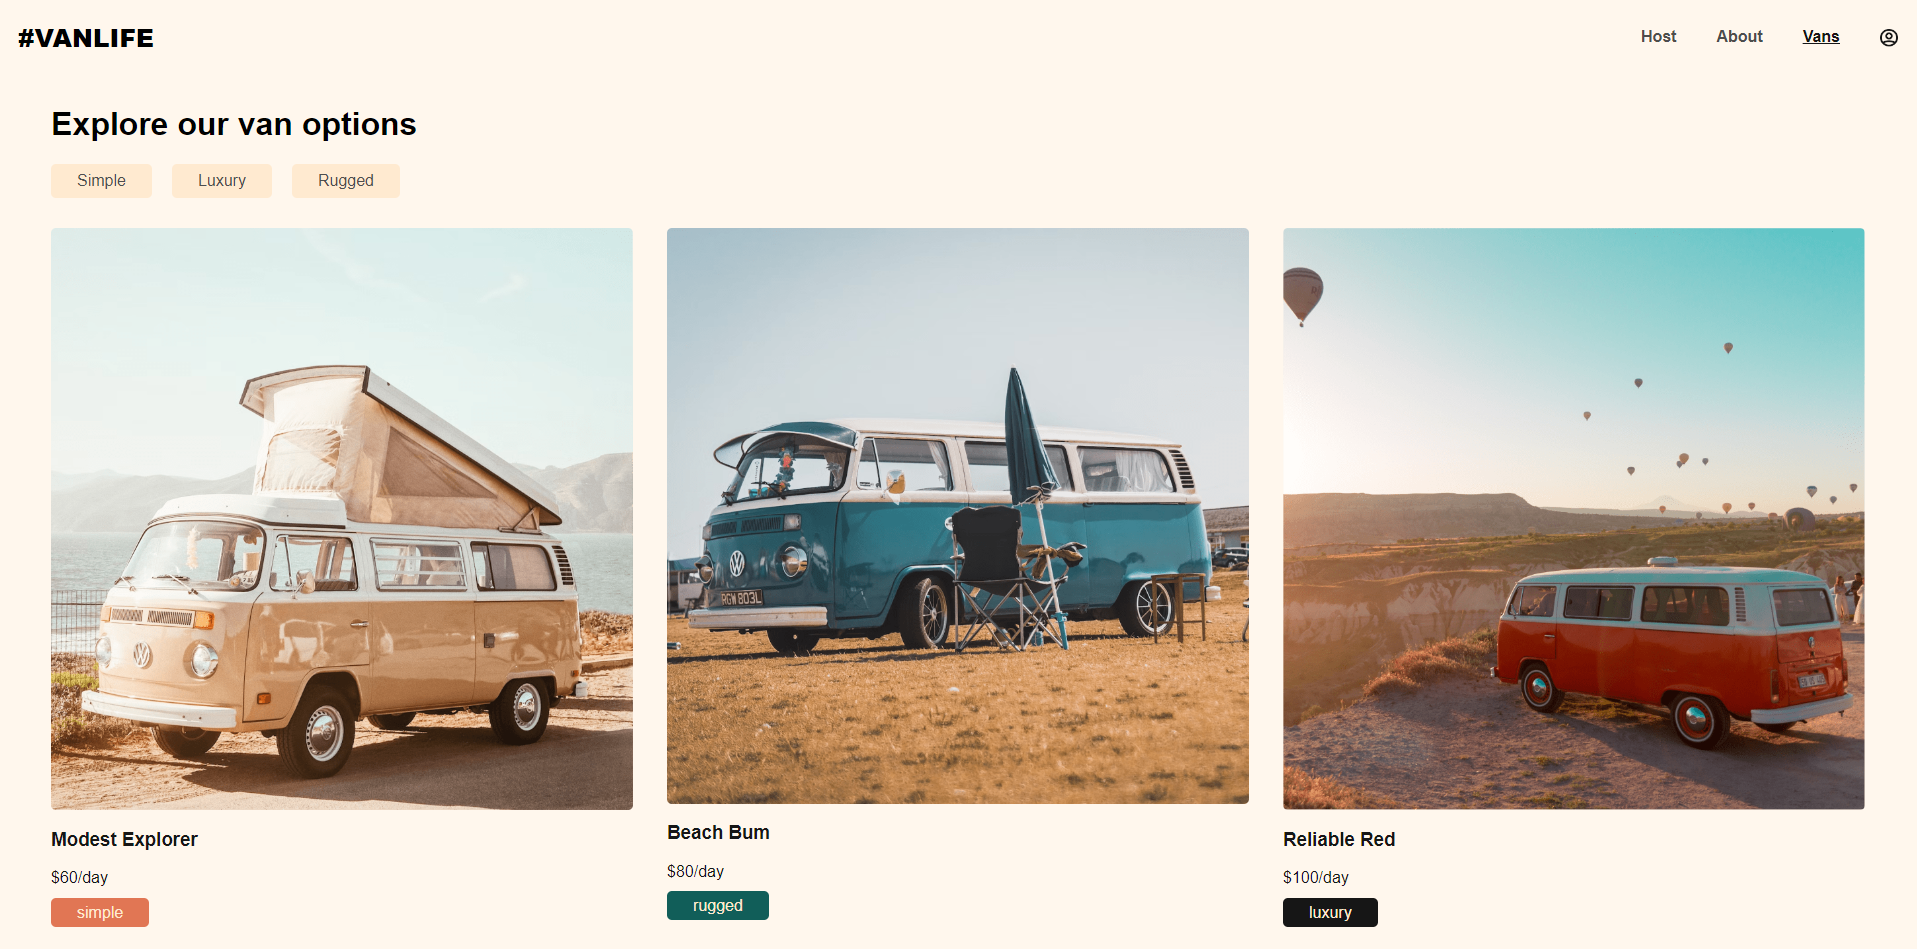 #VANLIFE
Host About Vans
Explore our van options
Simple Luxury Rugged
RGW 803L
Modest Explorer
$60/day
simple
Beach Bum
$80/day
rugged
Reliable Red
$100/day
luxury